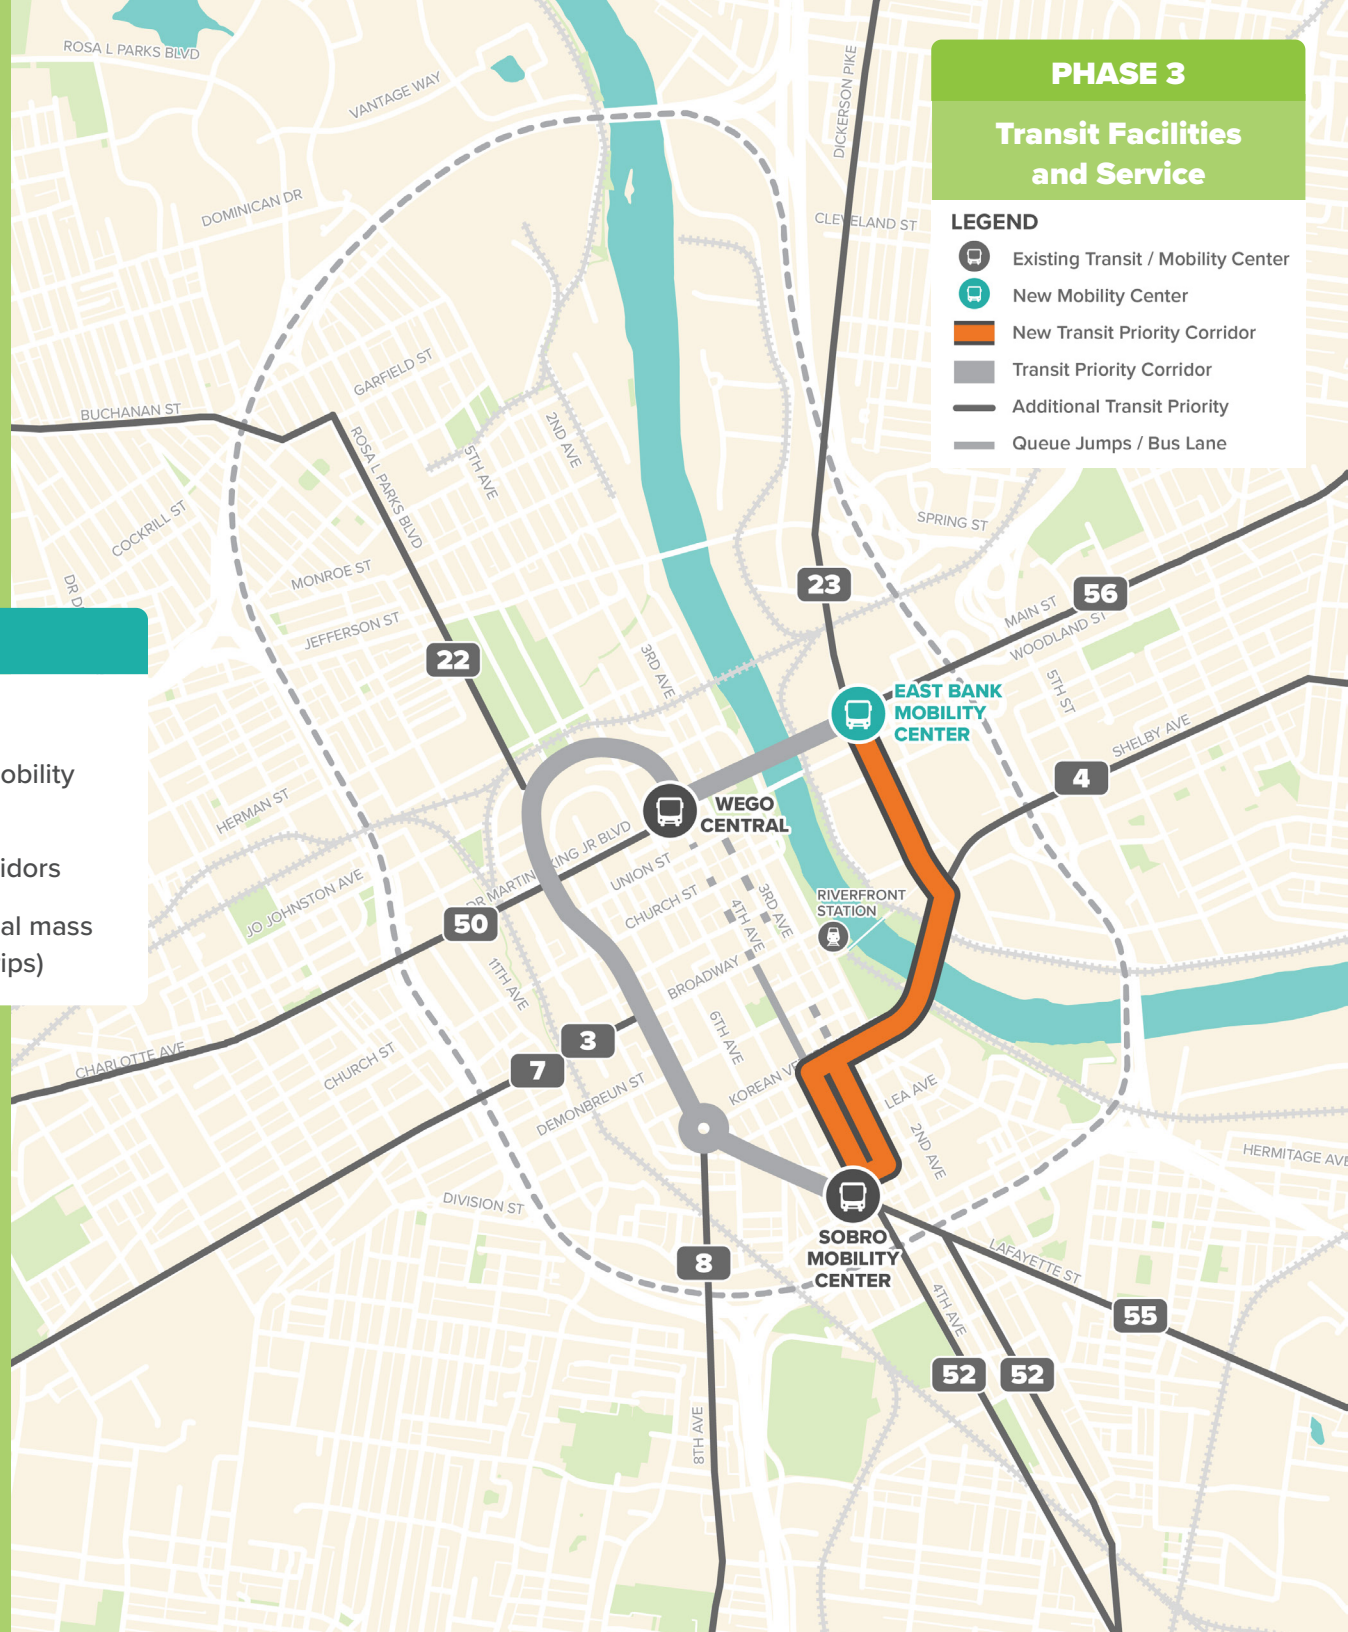 PHASE 3
Transit Facilities
and Service
LEGEND
Existing Transit / Mobility Center
New Mobility Center
New Transit Priority Corridor
Transit Priority Corridor
Additional Transit Priority
Queue Jumps / Bus Lane
ROSA L PARKS BLVD
VANTAGE WAY
DICKERSON PIKE
DOMINICAN DR
CLEVELAND ST
GARFIELD ST
BUCHANAN ST
2ND AVE
5TH AVE
ROSA L PARKS BLVD
COCKRILL ST
SPRING ST
MONROE ST
DR D
23
56
MAIN ST
WOODLAND ST
JEFFERSON ST
22
3RD AVE
5TH ST
EAST BANK
MOBILITY
CENTER
SHELBY AVE
4
obility
HERMAN ST
WEGO
CENTRAL
DR MARTIN
KING JR BLVD
UNION ST
idors
CHURCH ST
JO JOHNSTON AVE
RIVERFRONT
STATION
3RD AVE
4TH AVE
al mass
ips)
50
11TH AVE
BROADWAY
6TH AVE
3
7
CHARLOTTE AVE
CHURCH ST
DEMONBREUN ST
KOREAN VE
LEA AVE
2ND AVE
HERMITAGE AVE
DIVISION ST
8
SOBRO
MOBILITY
CENTER
LAFAYETTE ST
4TH AVE
55
52
52
8TH AVE